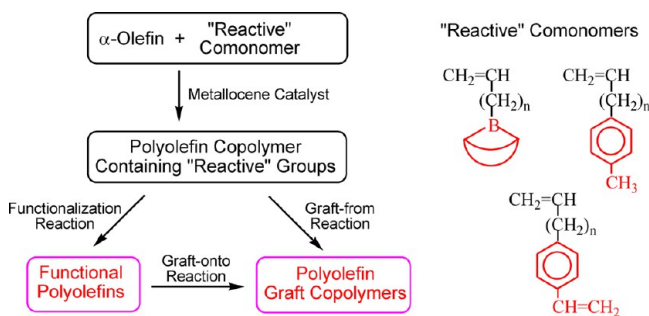 α-Olefin + "Reactive"
Comonomer
Metallocene Catalyst
Polyolefin Copolymer
Containing "Reactive" Groups
Functionalization
Reaction
Graft-from
Reaction
Functional
Polyolefins
Graft-onto
Reaction
Polyolefin
Graft Copolymers
"Reactive" Comonomers
CH₂=CH
(CH₂)n
B
CH₂=CH
(CH₂)n
CH₃
CH₂=CH
(CH₂)n
CH=CH₂